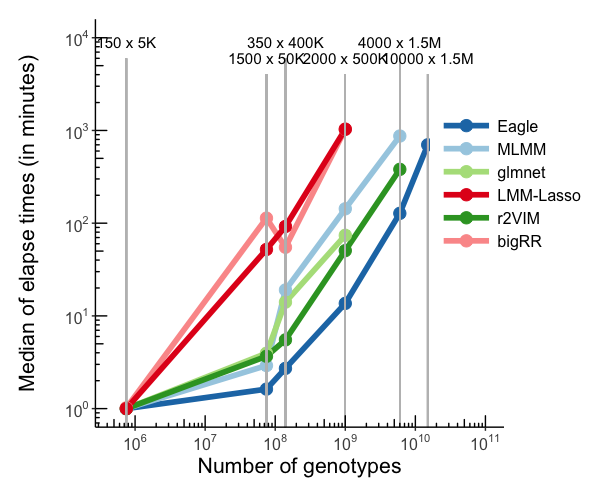 150 x 5K
350 x 400K
4000 x 1.5M
1500 x 50K
2000 x 500K
10000 x 1.5M
10⁴
10³
10²
10¹
10⁰
Median of elapse times (in minutes)
Eagle
MLMM
glmnet
LMM-Lasso
r2VIM
bigRR
10⁶ 10⁷ 10⁸ 10⁹ 10¹⁰ 10¹¹
Number of genotypes